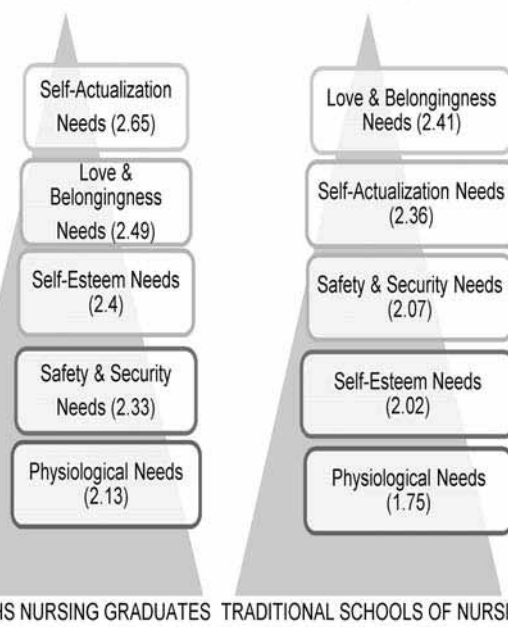 Self-Actualization
Needs (2.65)
Love &
Belongingness
Needs (2.49)
Self-Esteem Needs
(2.4)
Safety & Security
Needs (2.33)
Physiological Needs
(2.13)
NURSING GRADUATES
Love & Belongingness
Needs (2.41)
Self-Actualization Needs
(2.36)
Safety & Security Needs
(2.07)
Self-Esteem Needs
(2.02)
Physiological Needs
(1.75)
TRADITIONAL SCHOOLS OF